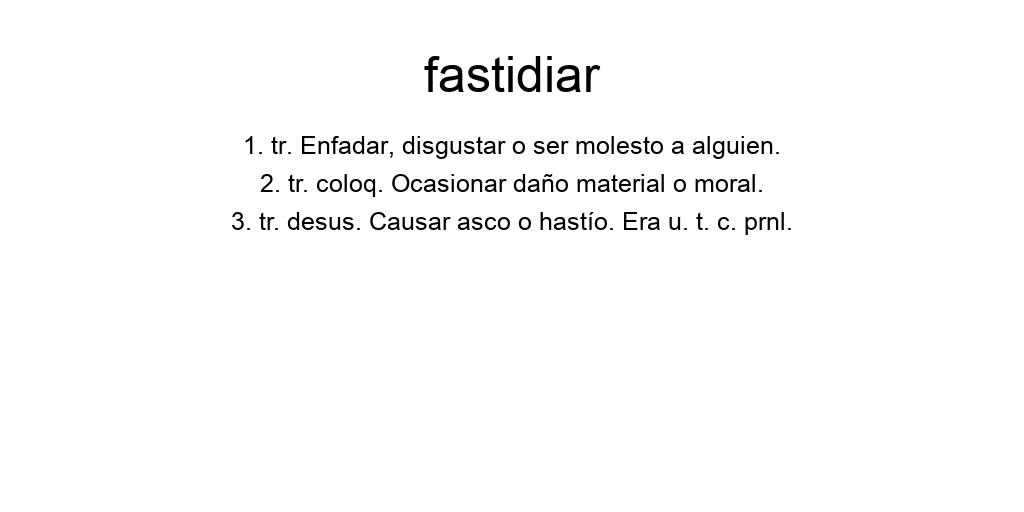 fastidiar
1. tr. Enfadar, disgustar o ser molesto a alguien.
2. tr. coloq. Ocasionar daño material o moral.
3. tr. desus. Causar asco o hastío. Era u. t. c. prnl.